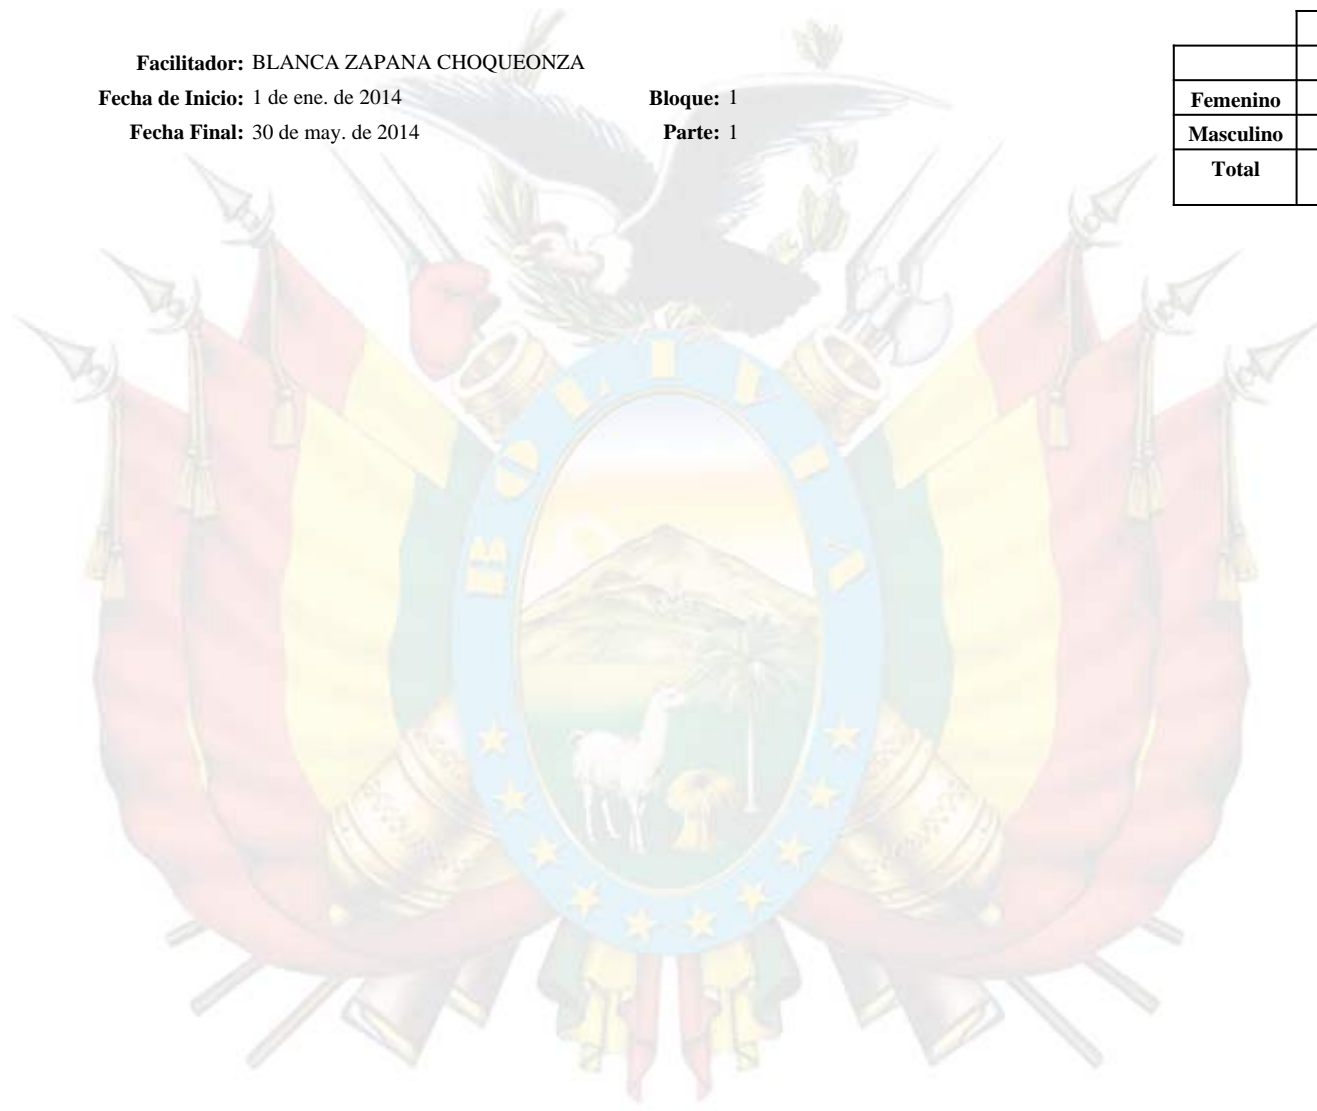 Facilitador: BLANCA ZAPANA CHOQUEONZA
Fecha de Inicio: 1 de ene. de 2014 Bloque: 1
Fecha Final: 30 de may. de 2014 Parte: 1
Femenino
Masculino
Total
BOLIVIA